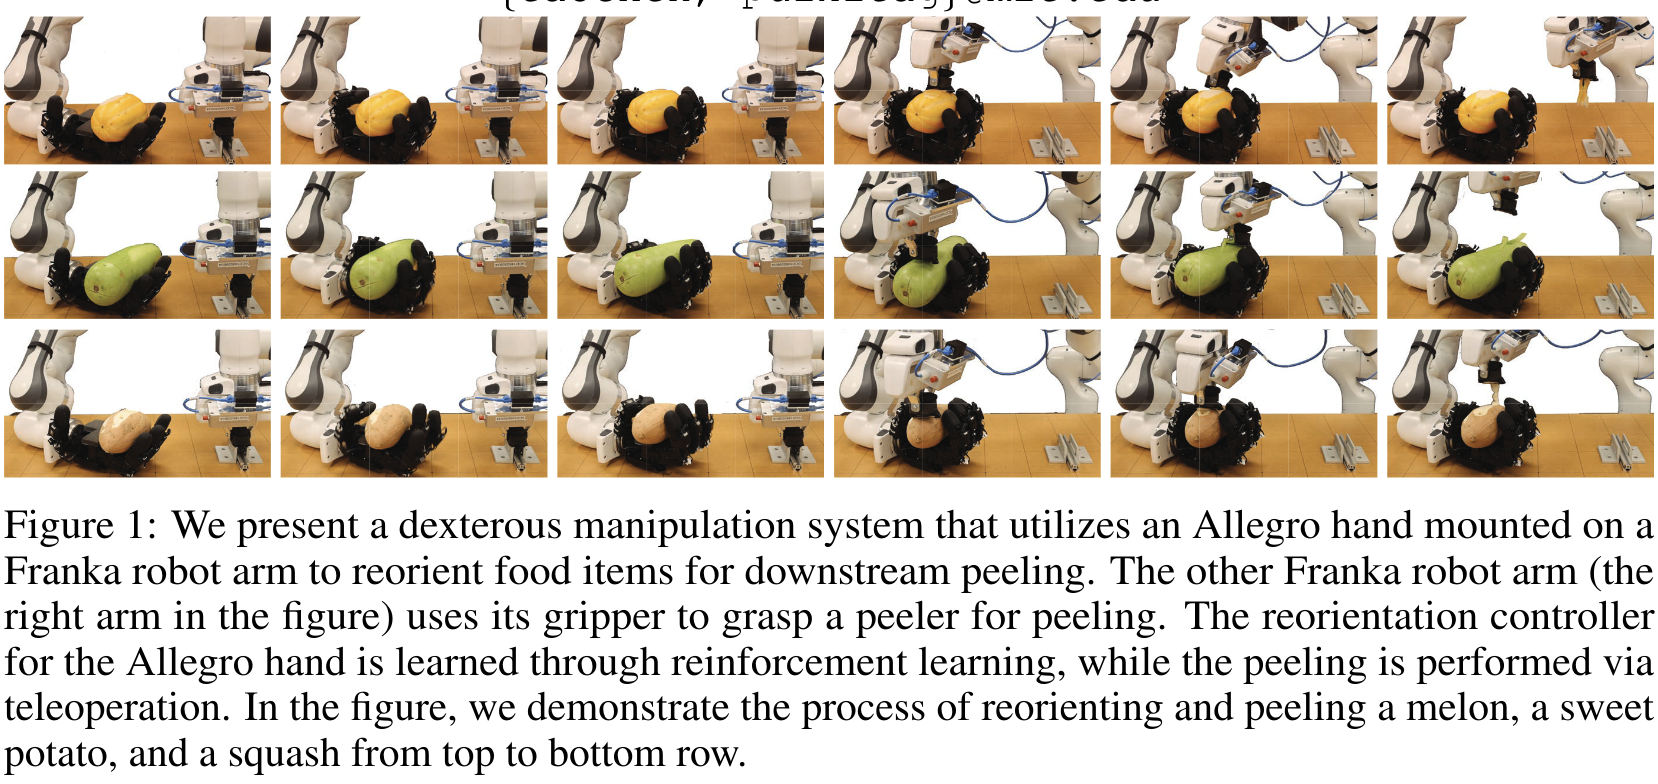 Figure 1: We present a dexterous manipulation system that utilizes an Allegro hand mounted on a
Franka robot arm to reorient food items for downstream peeling. The other Franka robot arm (the
right arm in the figure) uses its gripper to grasp a peeler for peeling. The reorientation controller
for the Allegro hand is learned through reinforcement learning, while the peeling is performed via
teleoperation. In the figure, we demonstrate the process of reorienting and peeling a melon, a sweet
potato, and a squash from top to bottom row.